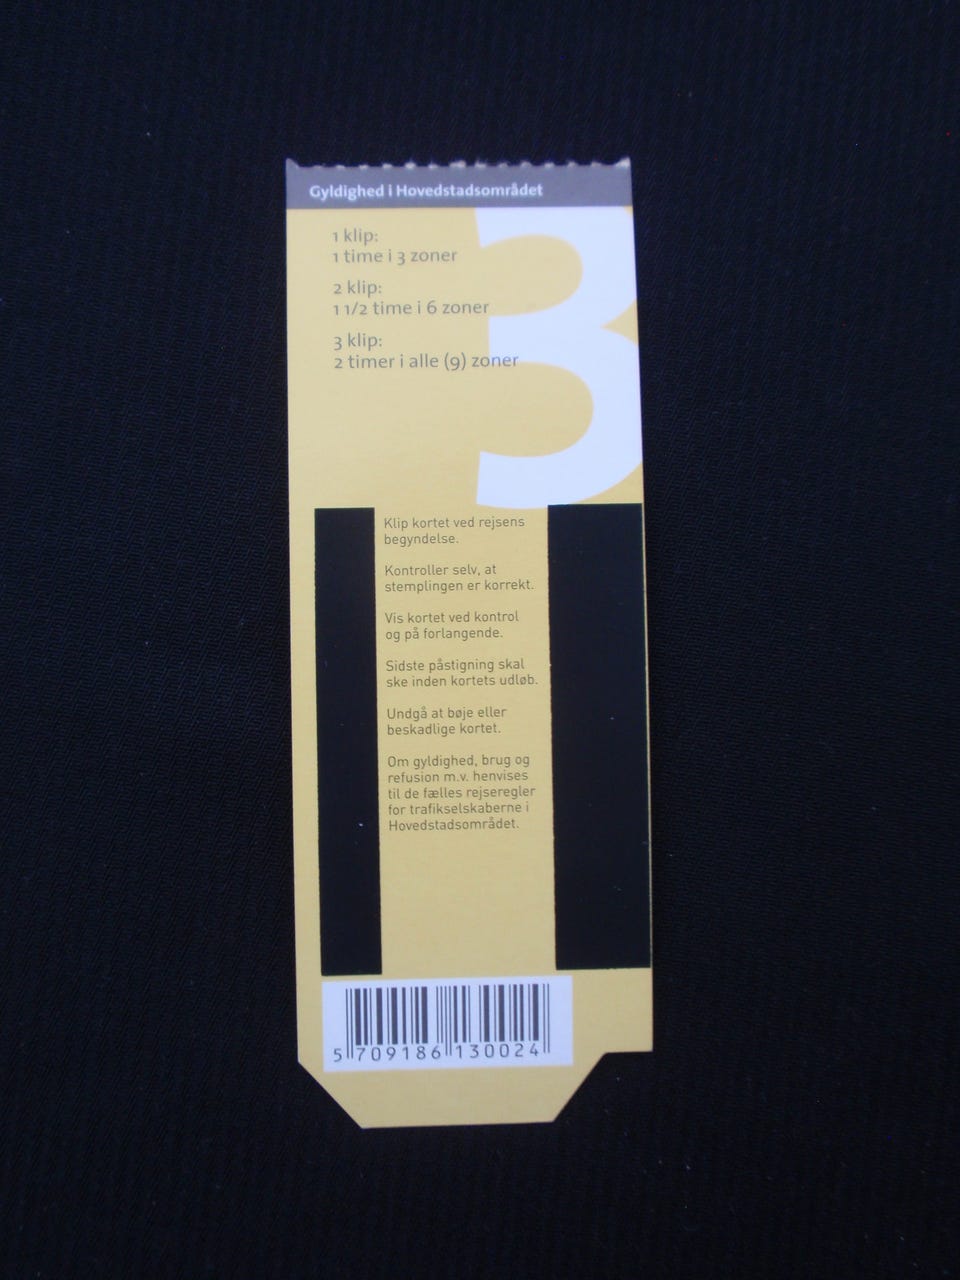 Gyldighed i Hovedstadsområdet
3
1 klip:
1 time i 3 zoner
2 klip:
1 1/2 time i 6 zoner
3 klip:
2 timer i alle (9) zoner
Klip kortet ved rejsens
begyndelse.
Kontroller selv, at
stemplingen er korrekt.
Vis kortet ved kontrol
og på forlangende.
Sidste påstigning skal
ske inden kortets udløb.
Undgå at bøje eller
beskadlige kortet.
Om gyldighed, brug og
refusion m.v. henvises
til de fælles rejseregler
for trafikselskaberne i
Hovedstadsområdet.
5 709186 130024